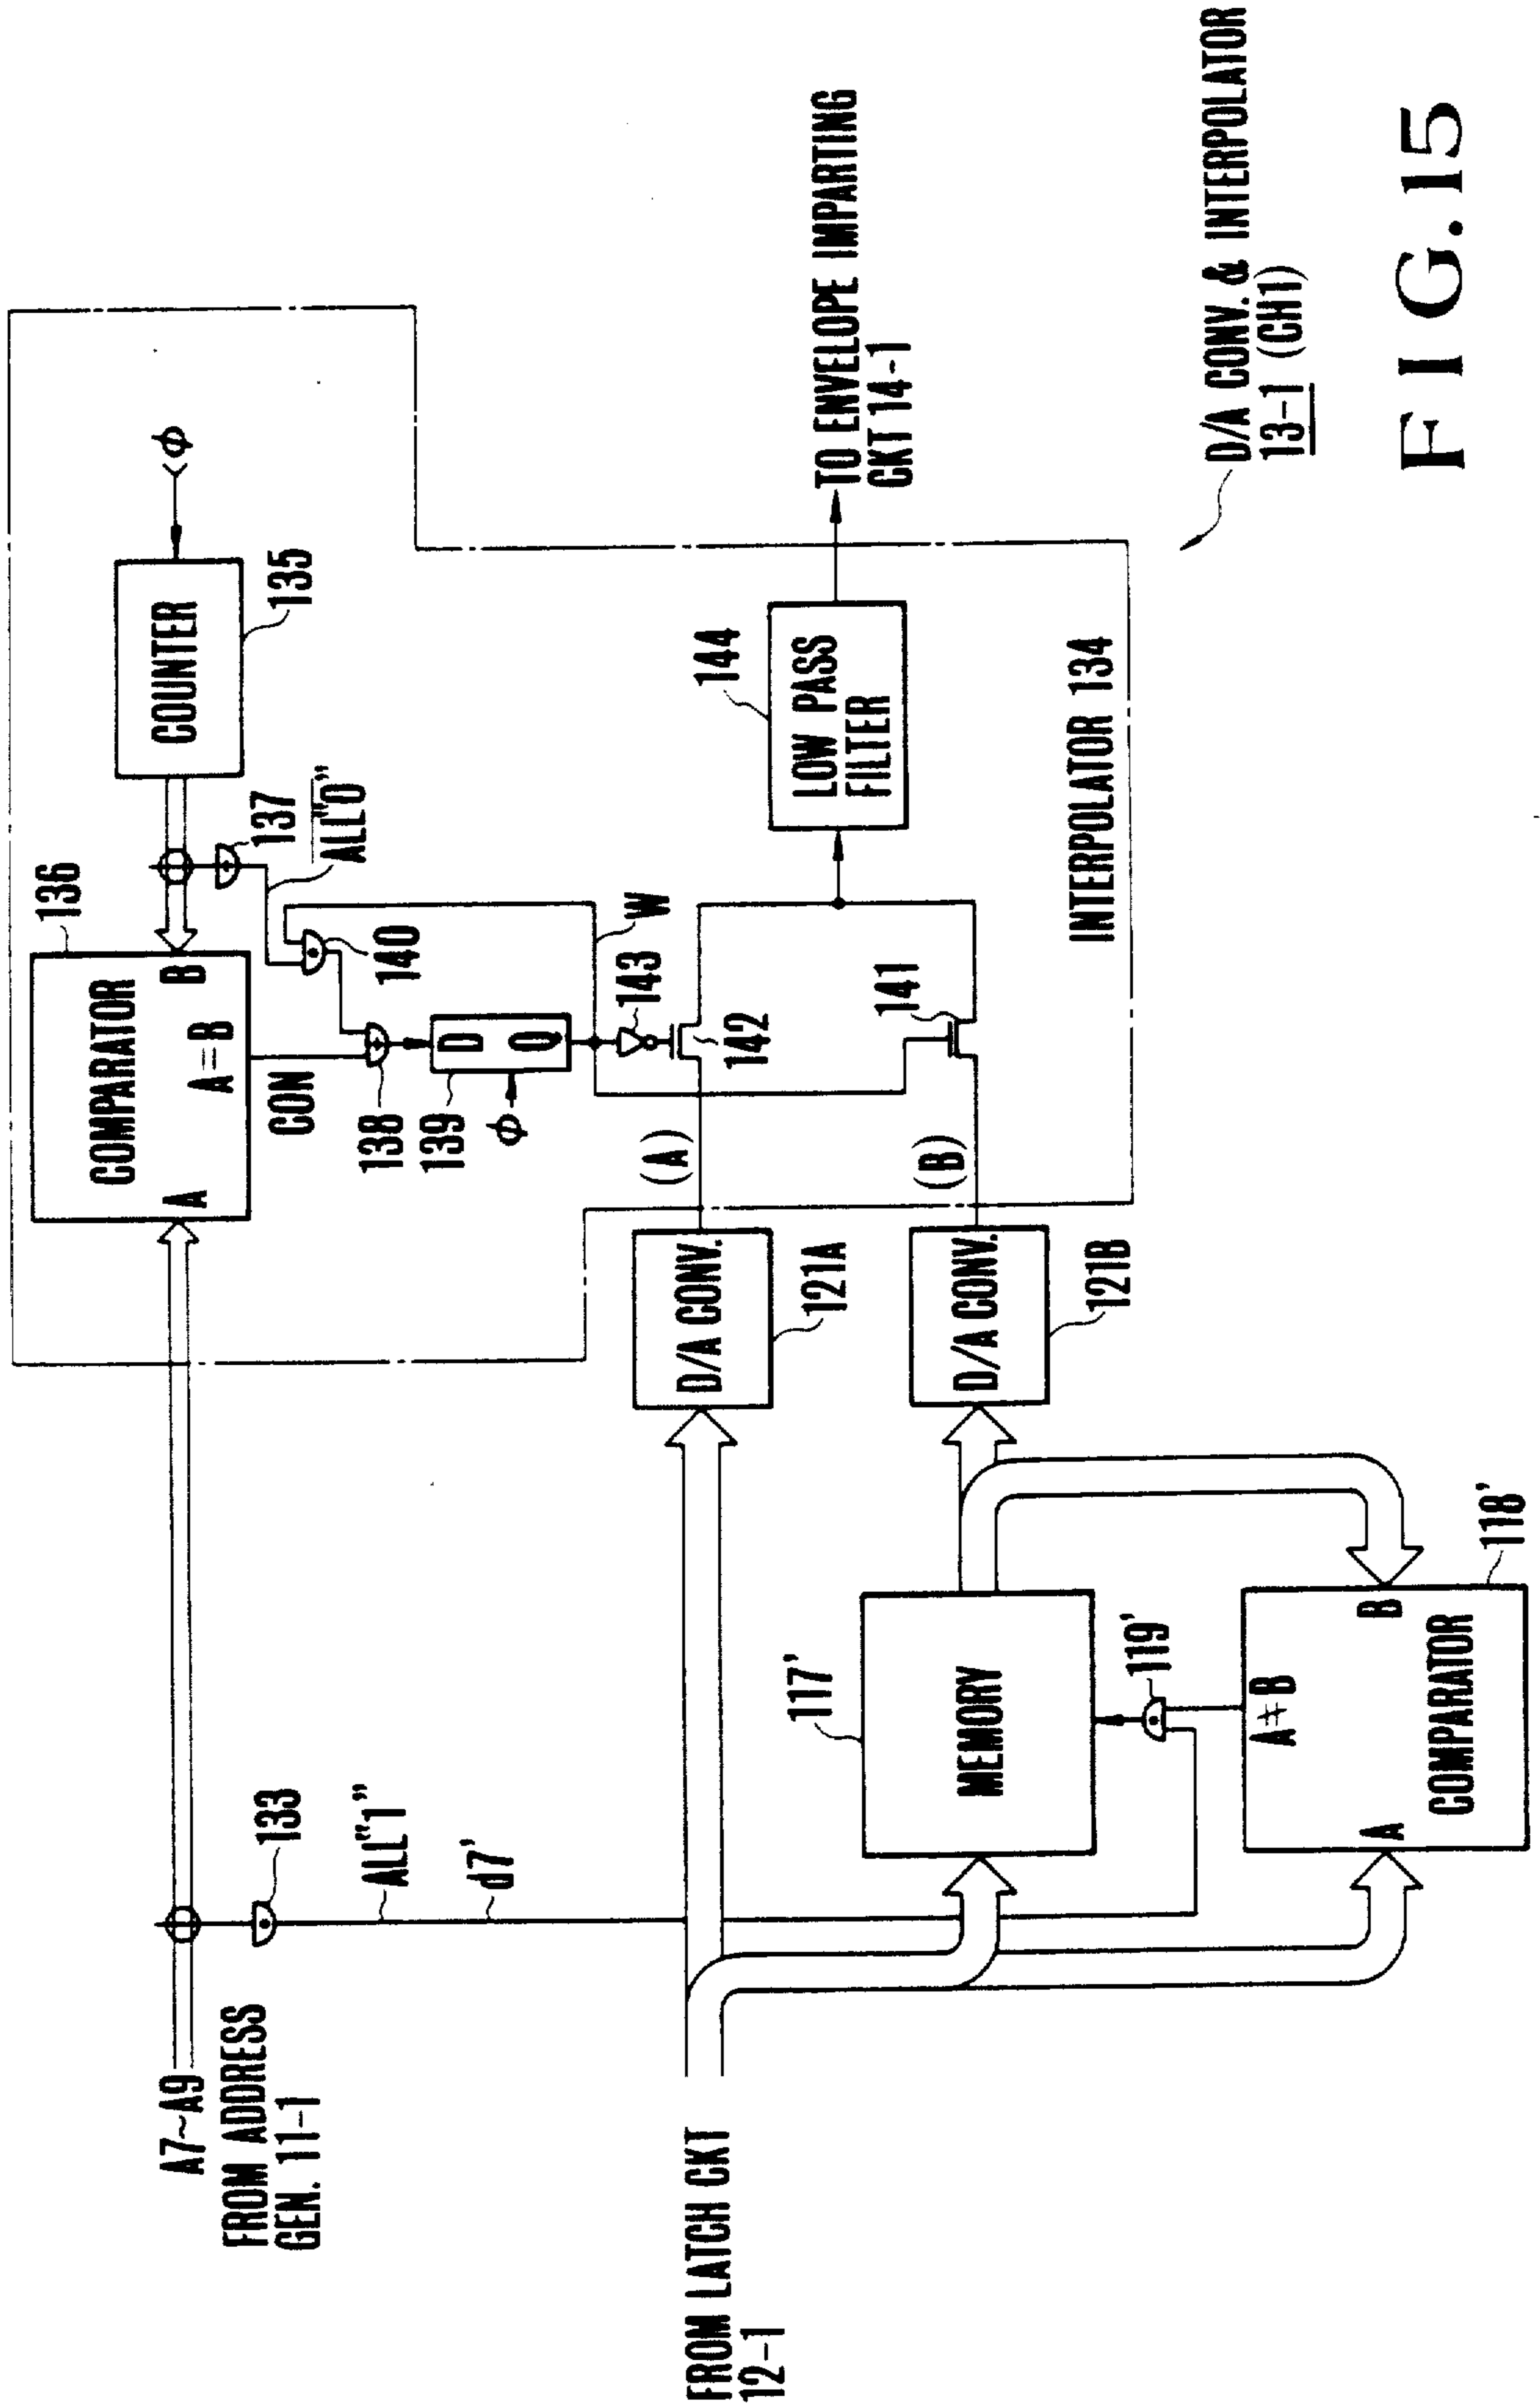 A7~A9
FROM ADDRESS
GEN. 11-1
133
ALL"1"
d7'
COMPARATOR
A
B
A=B
136
CON
COUNTER
135
ϕ
137
ALL"0"
140
138
139
D
Q
ϕ
W
143
142
141
(A)
(B)
FROM LATCH CKT
12-1
D/A CONV.
121A
D/A CONV.
121B
MEMORY
117'
119'
A≠B
A
B
COMPARATOR
118'
LOW PASS
FILTER
144
TO ENVELOPE IMPARTING
CKT 14-1
INTERPOLATOR 134
D/A CONV. & INTERPOLATOR
13-1 (CH1)
FIG.15